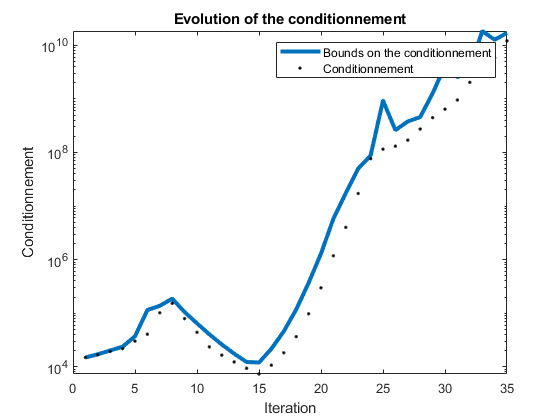 Evolution of the conditionnement
Bounds on the conditionnement
Conditionnement
Conditionnement
10^10
10^8
10^6
10^4
0 5 10 15 20 25 30 35
Iteration